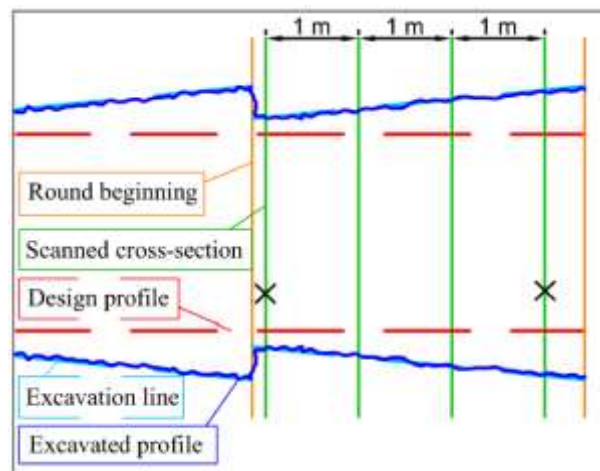 1 m 1 m 1 m
Round beginning
Scanned cross-section
Design profile
Excavation line
Excavated profile